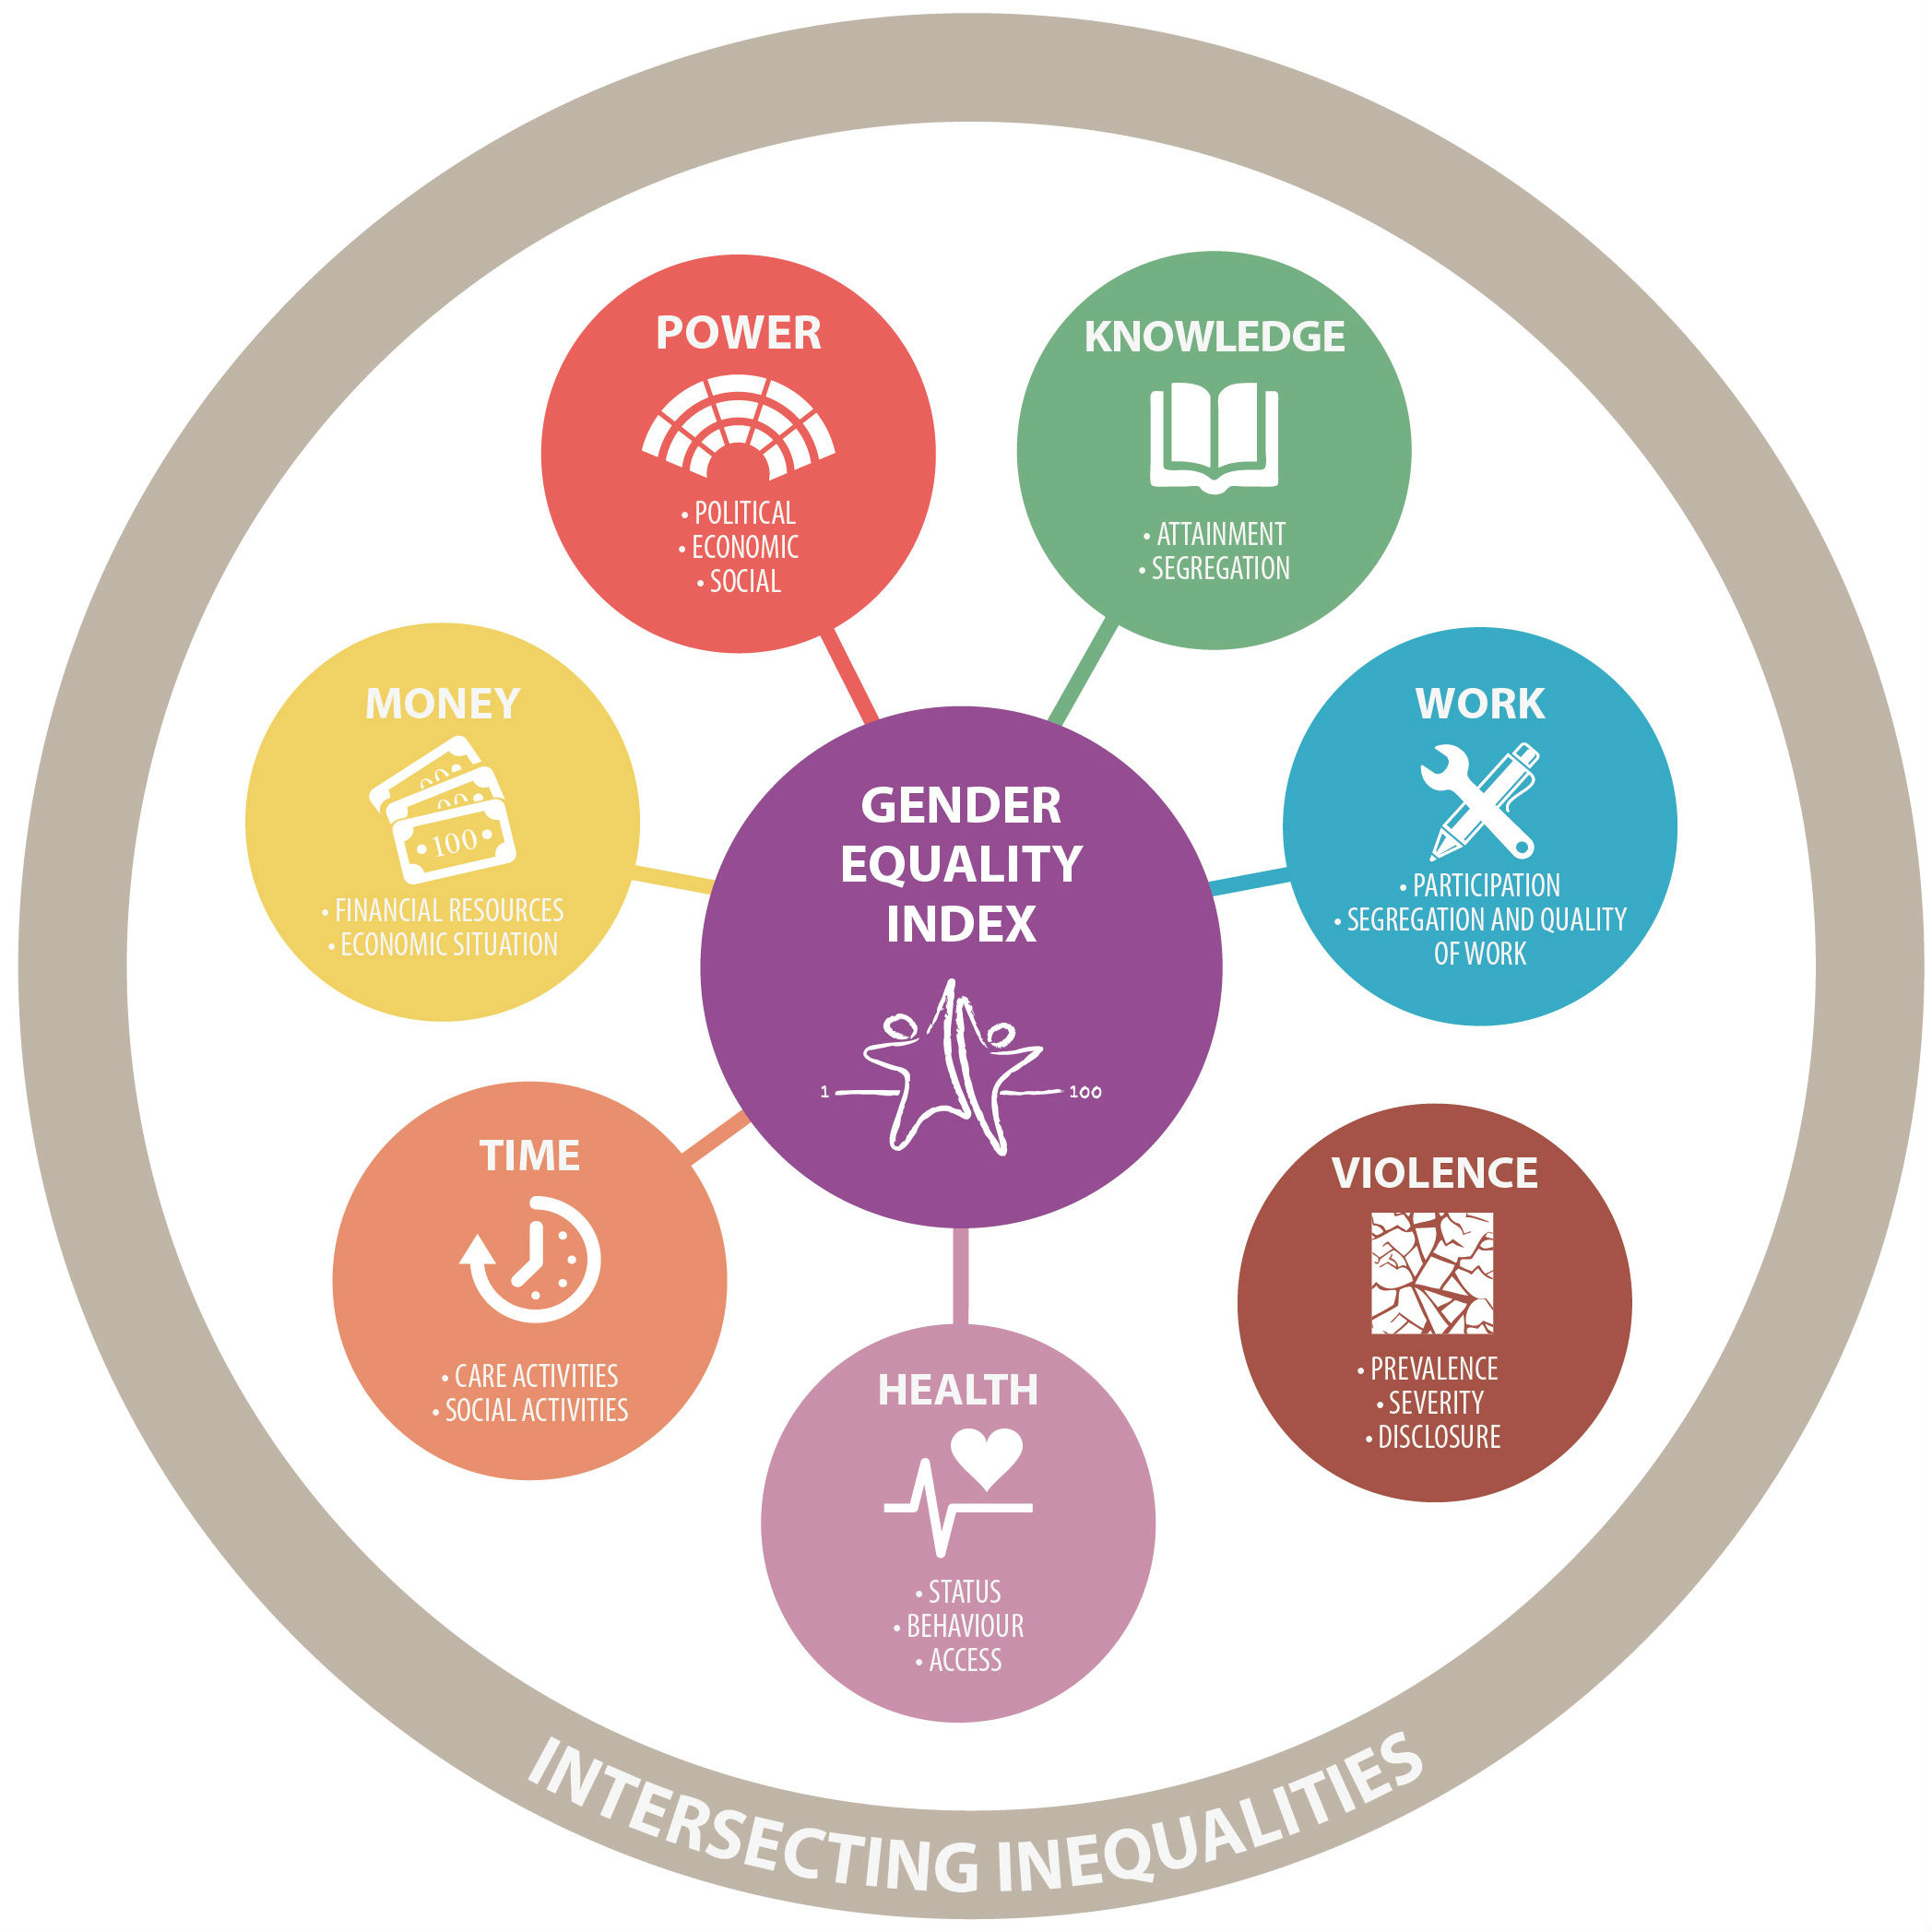 POWER
• POLITICAL
• ECONOMIC
• SOCIAL
KNOWLEDGE
• ATTAINMENT
• SEGREGATION
MONEY
100
• FINANCIAL RESOURCES
• ECONOMIC SITUATION
WORK
• PARTICIPATION
• SEGREGATION AND QUALITY
OF WORK
GENDER
EQUALITY
INDEX
1
100
TIME
• CARE ACTIVITIES
• SOCIAL ACTIVITIES
VIOLENCE
• PREVALENCE
• SEVERITY
• DISCLOSURE
HEALTH
• STATUS
• BEHAVIOUR
• ACCESS
INTERSECTING INEQUALITIES